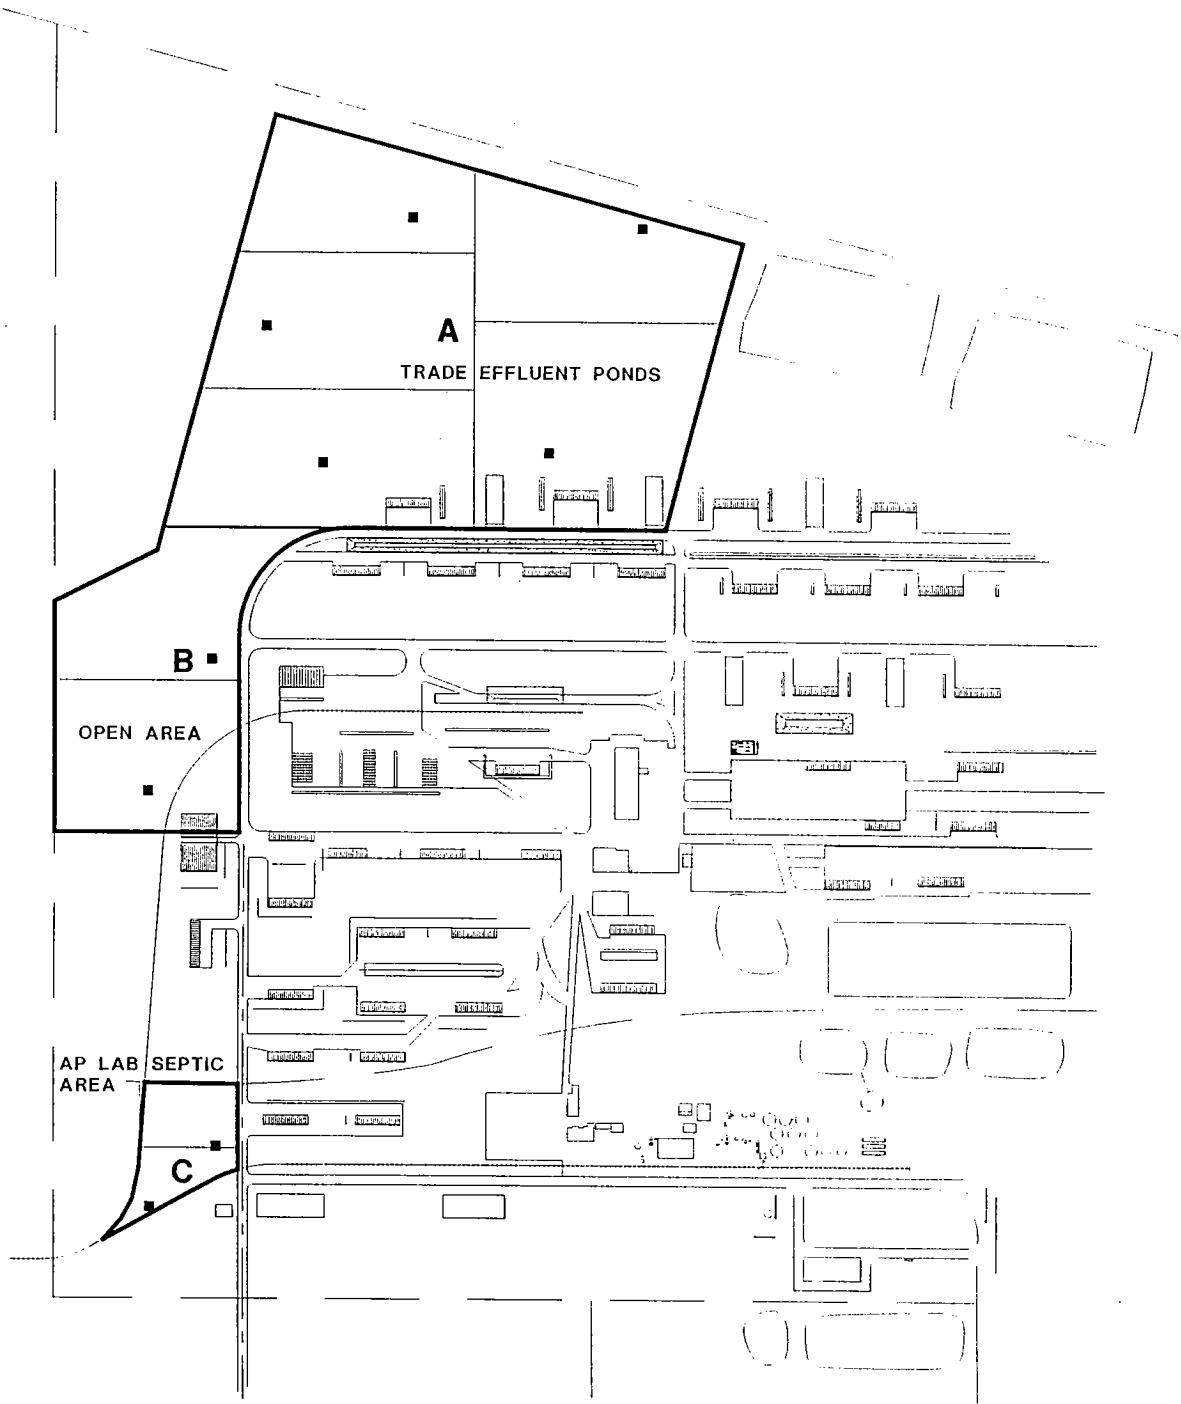 A
TRADE EFFLUENT PONDS
B
OPEN AREA
AP LAB SEPTIC
AREA
C